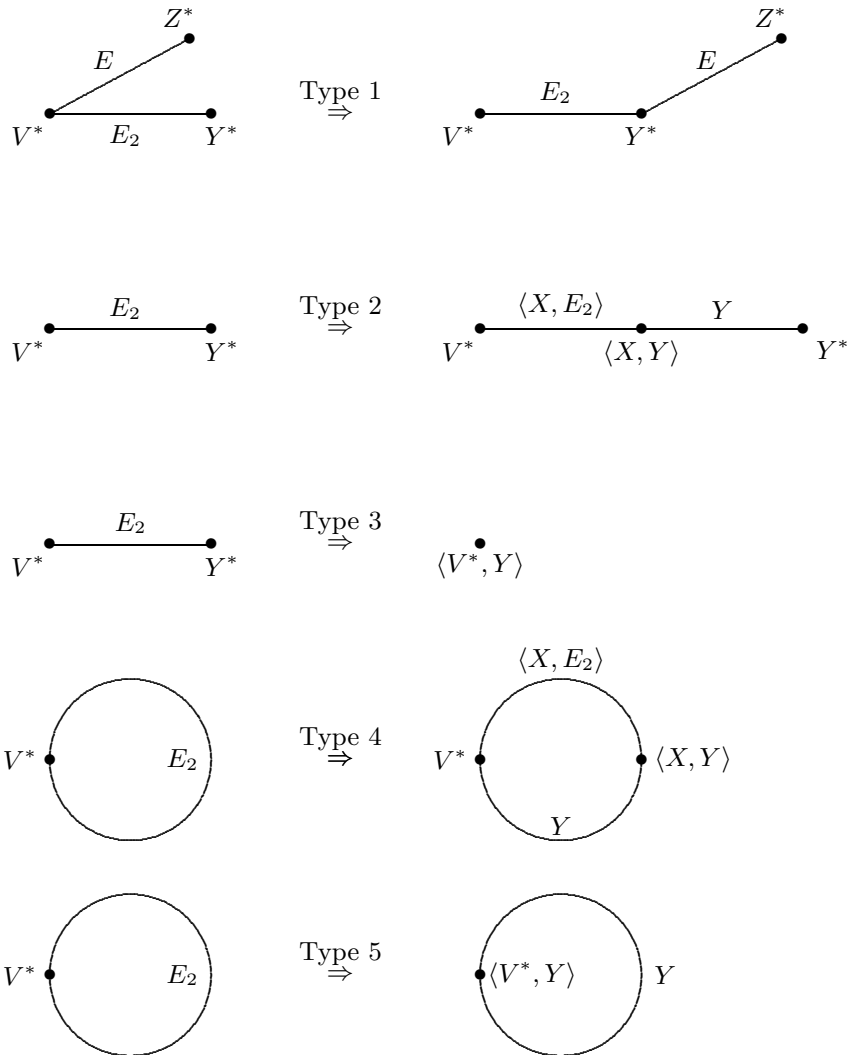 Z* Z*
E Type 1 E₂ E
⇒
V* E₂ Y* V* Y*
E₂ Type 2 ⟨X, E₂⟩ Y
⇒
V* Y* V* ⟨X, Y⟩ Y*
E₂ Type 3
⇒
V* Y* ⟨V*, Y⟩
⟨X, E₂⟩
Type 4
V* E₂ ⇒ V* ⟨X, Y⟩
Y
Type 5
V* E₂ ⇒ ⟨V*, Y⟩ Y